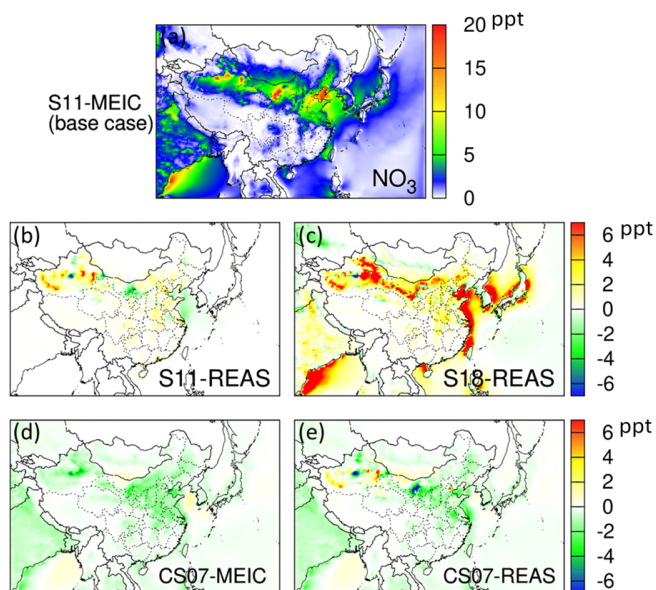 (a)
20 ppt
15
10
5
0
S11-MEIC
(base case)
NO3
(b)
S11-REAS
(c)
S18-REAS
6 ppt
4
2
0
-2
-4
-6
(d)
CS07-MEIC
(e)
CS07-REAS
6 ppt
4
2
0
-2
-4
-6